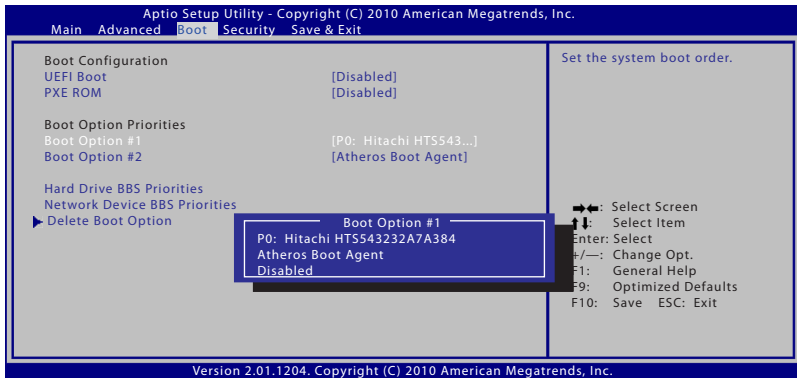 Aptio Setup Utility - Copyright (C) 2010 American Megatrends, Inc.
Main Advanced Boot Security Save & Exit
Boot Configuration
UEFI Boot [Disabled]
PXE ROM [Disabled]
Boot Option Priorities
Boot Option #1 [P0: Hitachi HTS543...]
Boot Option #2 [Atheros Boot Agent]
Hard Drive BBS Priorities
Network Device BBS Priorities
Delete Boot Option
Boot Option #1
P0: Hitachi HTS543232A7A384
Atheros Boot Agent
Disabled
Set the system boot order.
→←: Select Screen
↑↓: Select Item
Enter: Select
+/—: Change Opt.
F1: General Help
F9: Optimized Defaults
F10: Save ESC: Exit
Version 2.01.1204. Copyright (C) 2010 American Megatrends, Inc.